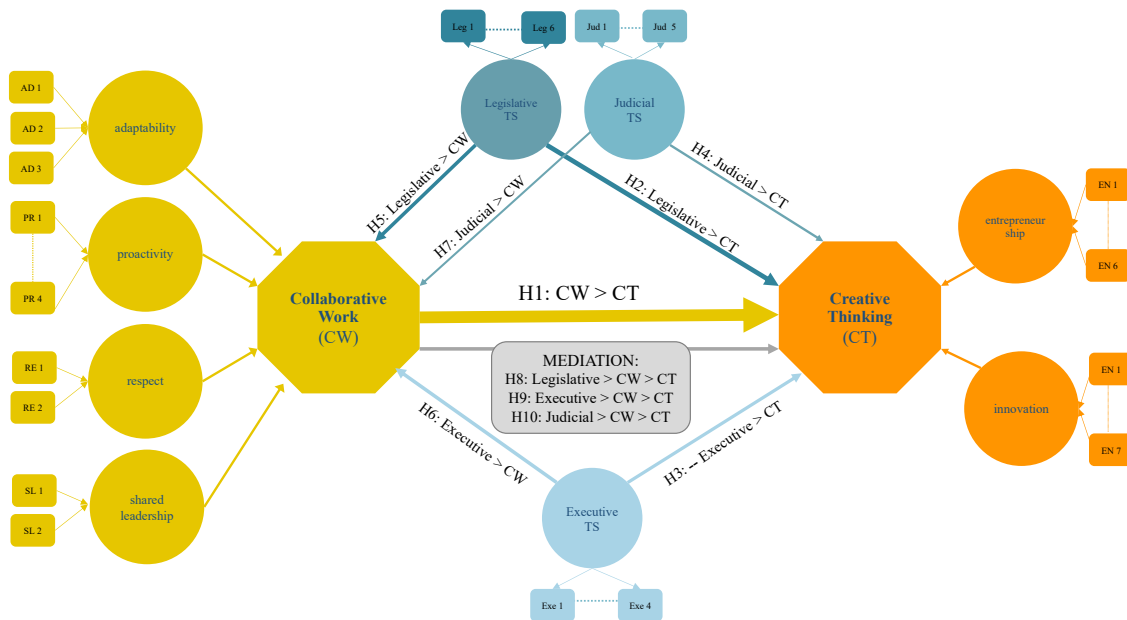 Leg 1
Leg 6
Jud 1
Jud 5
Legislative
TS
Judicial
TS
AD 1
AD 2
AD 3
adaptability
PR 1
PR 4
proactivity
RE 1
RE 2
respect
SL 1
SL 2
shared
leadership
H5: Legislative > CW
H7: Judicial > CW
H2: Legislative > CT
H4: Judicial > CT
Collaborative
Work
(CW)
H1: CW > CT
Creative
Thinking
(CT)
MEDIATION:
H8: Legislative > CW > CT
H9: Executive > CW > CT
H10: Judicial > CW > CT
H6: Executive > CW
H3: -- Executive > CT
Executive
TS
Exe 1
Exe 4
entrepreneur
ship
EN 1
EN 6
innovation
EN 1
EN 7